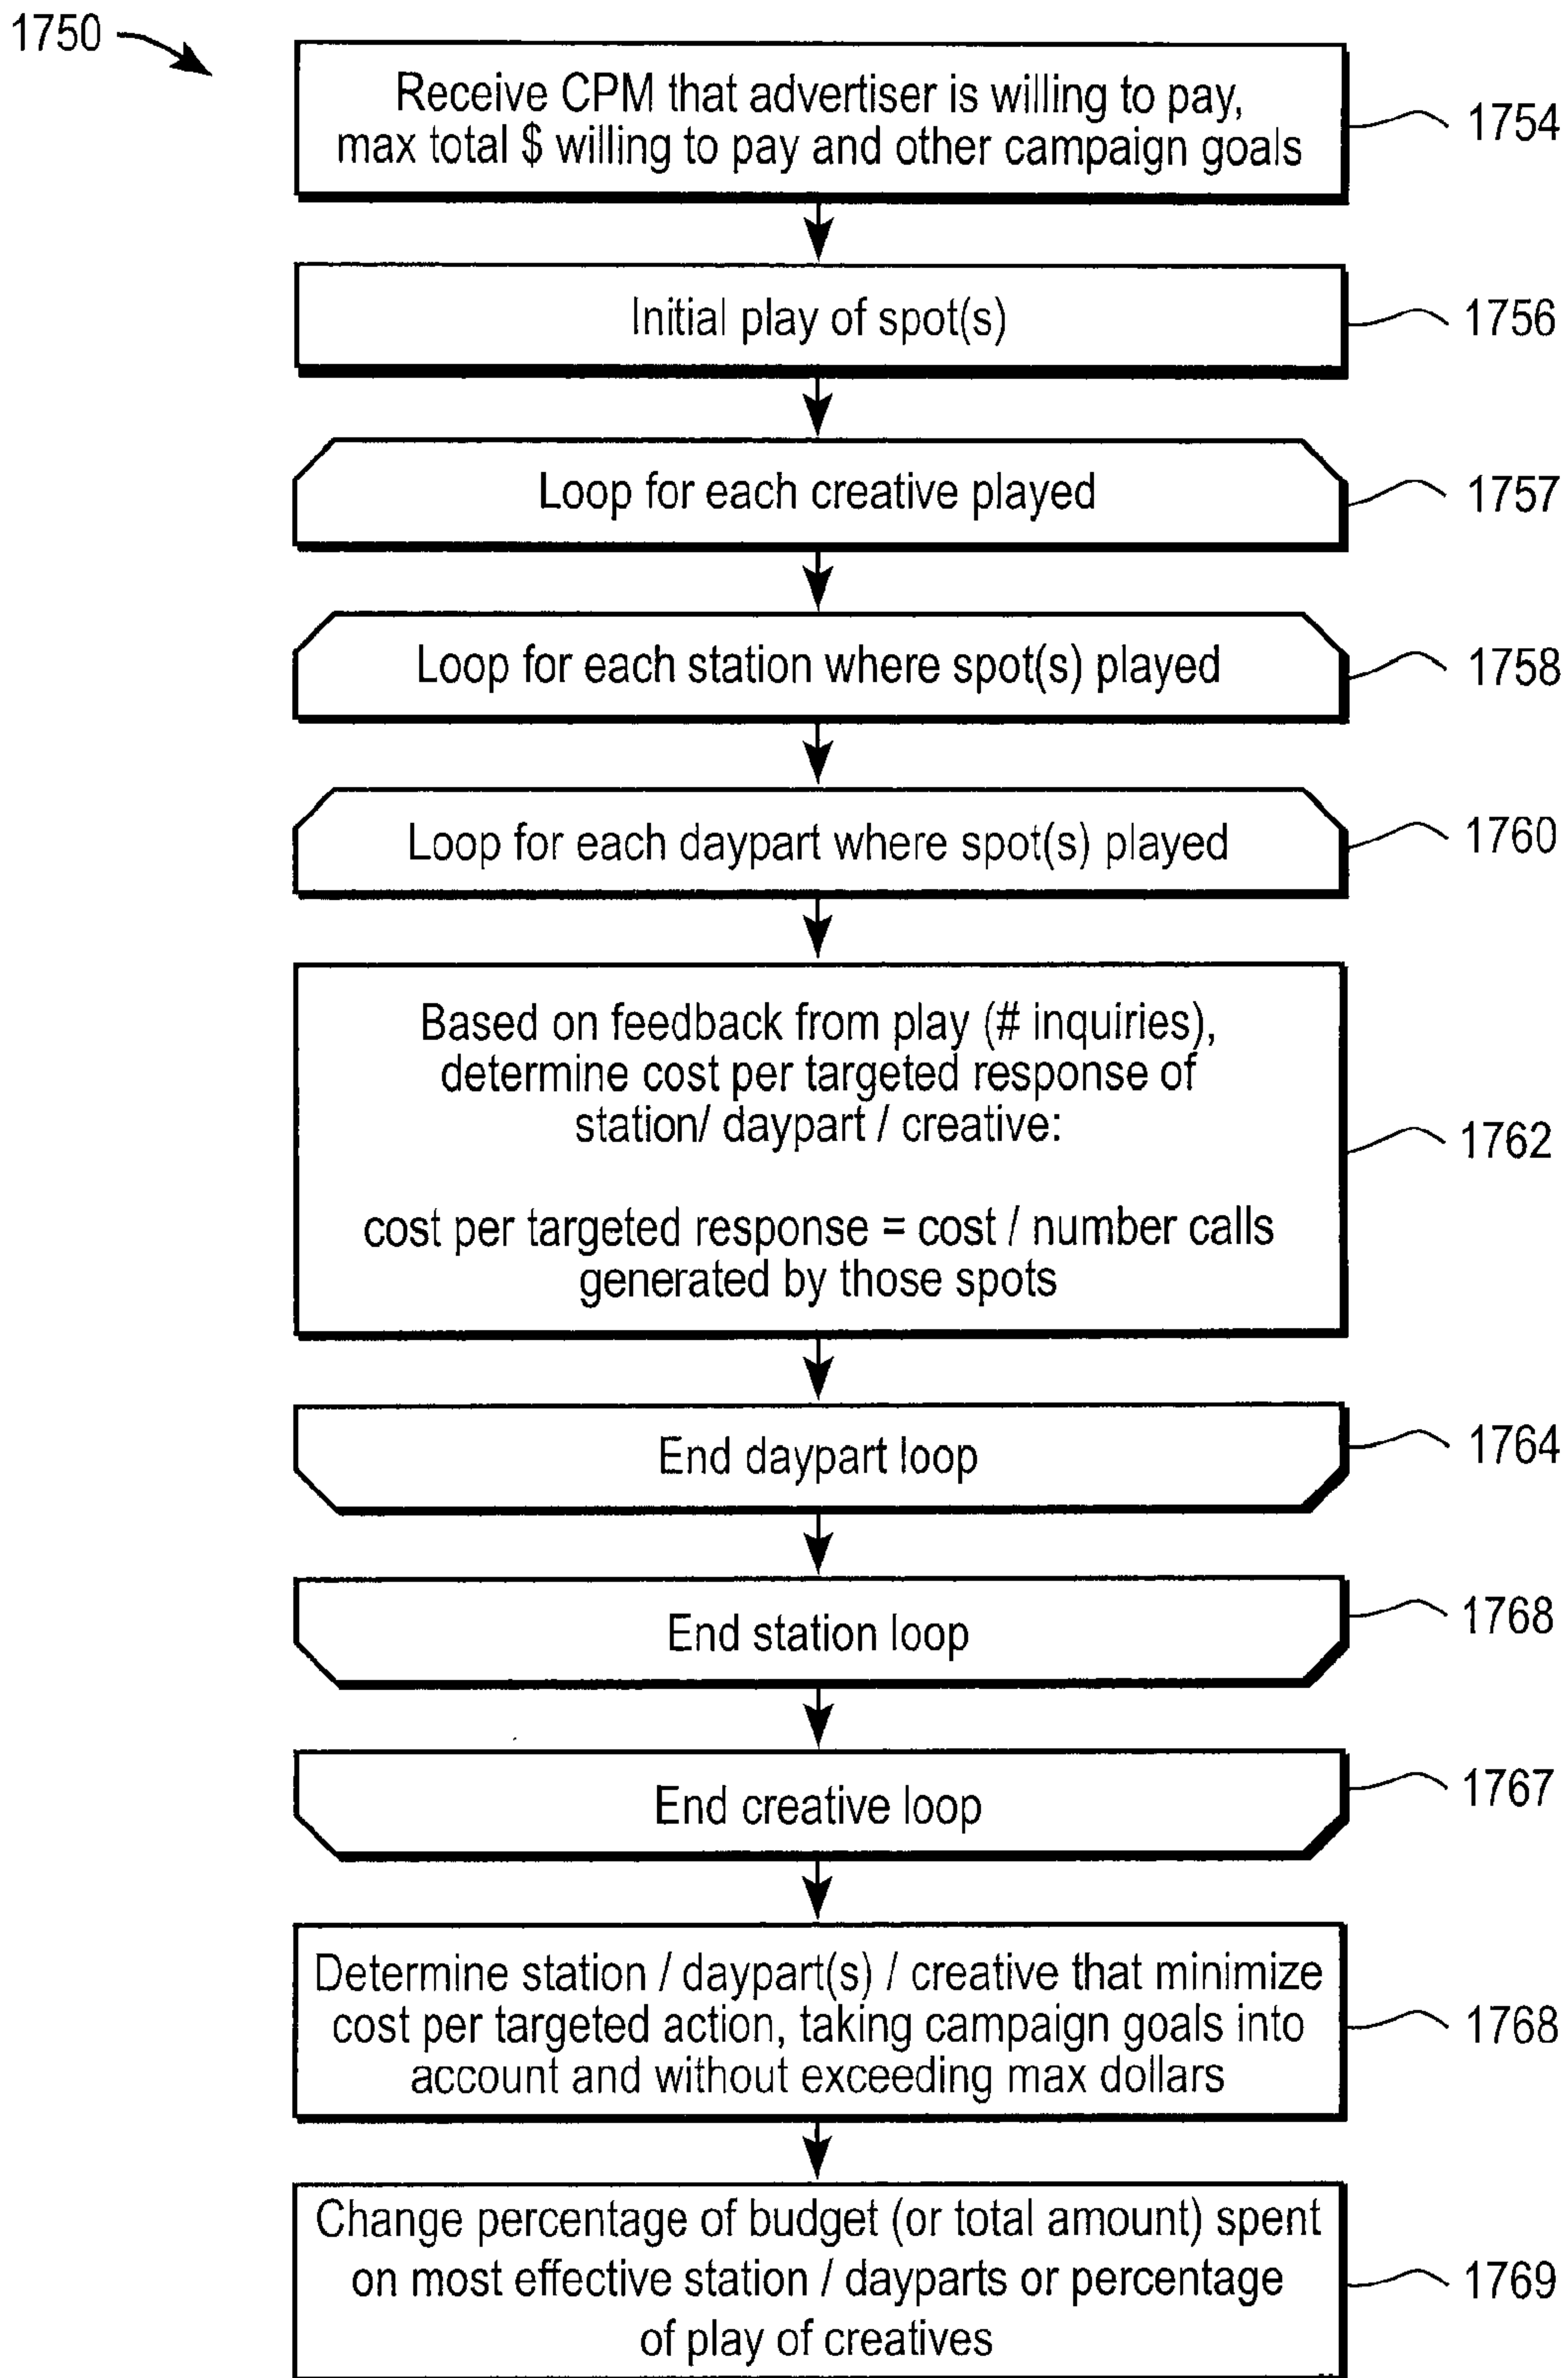 1750
Receive CPM that advertiser is willing to pay,
max total $ willing to pay and other campaign goals
1754
Initial play of spot(s)
1756
Loop for each creative played
1757
Loop for each station where spot(s) played
1758
Loop for each daypart where spot(s) played
1760
Based on feedback from play (# inquiries),
determine cost per targeted response of
station/ daypart / creative:
cost per targeted response = cost / number calls
generated by those spots
1762
End daypart loop
1764
End station loop
1768
End creative loop
1767
Determine station / daypart(s) / creative that minimize
cost per targeted action, taking campaign goals into
account and without exceeding max dollars
1768
Change percentage of budget (or total amount) spent
on most effective station / dayparts or percentage
of play of creatives
1769